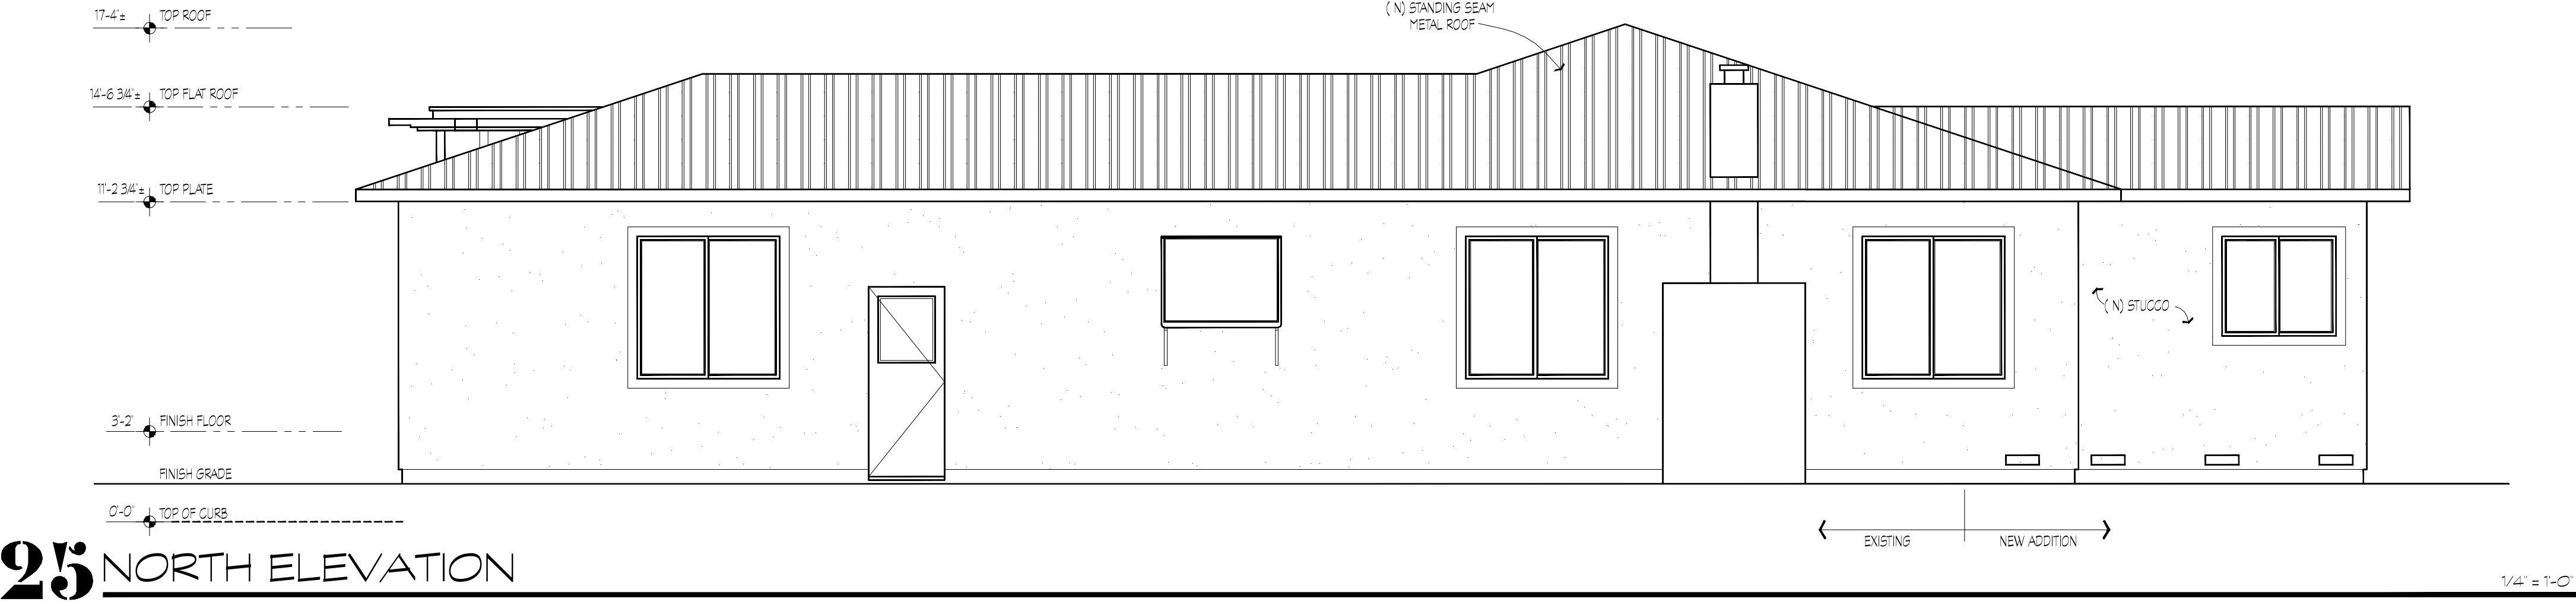 17'-4"± TOP ROOF
( N) STANDING SEAM
METAL ROOF
14'-6 3/4"± TOP FLAT ROOF
11'-2 3/4"± TOP PLATE
( N) STUCCO
3'-2" FINISH FLOOR
FINISH GRADE
0'-0" TOP OF CURB
EXISTING NEW ADDITION
25 NORTH ELEVATION
1/4" = 1'-0"